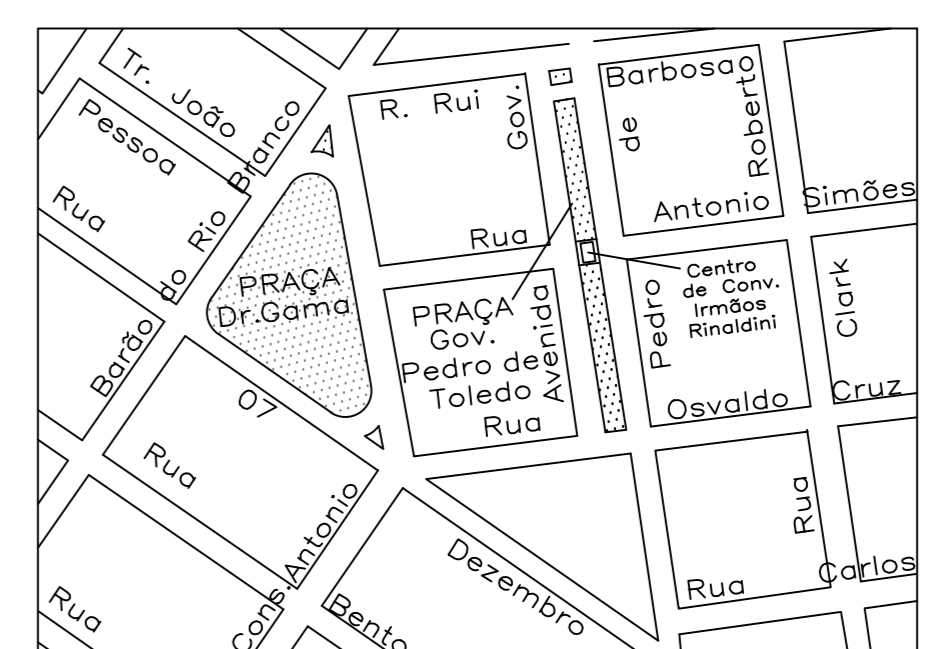 Tr. João
Pessoa
Rua
Branco
Rio
do
Barão
R. Rui
Barbosa
Gov.
de
Roberto
Antonio
Simões
Rua
PRAÇA
Dr.Gama
PRAÇA
Gov.
Pedro de
Toledo
Avenida
Pedro
Centro
de Conv.
Irmãos
Rinaldini
Clark
Rua
Osvaldo
Cruz
07
Rua
Cons. Antonio
Dezembro
Rua
Rua
Carlos
Rua
Bento